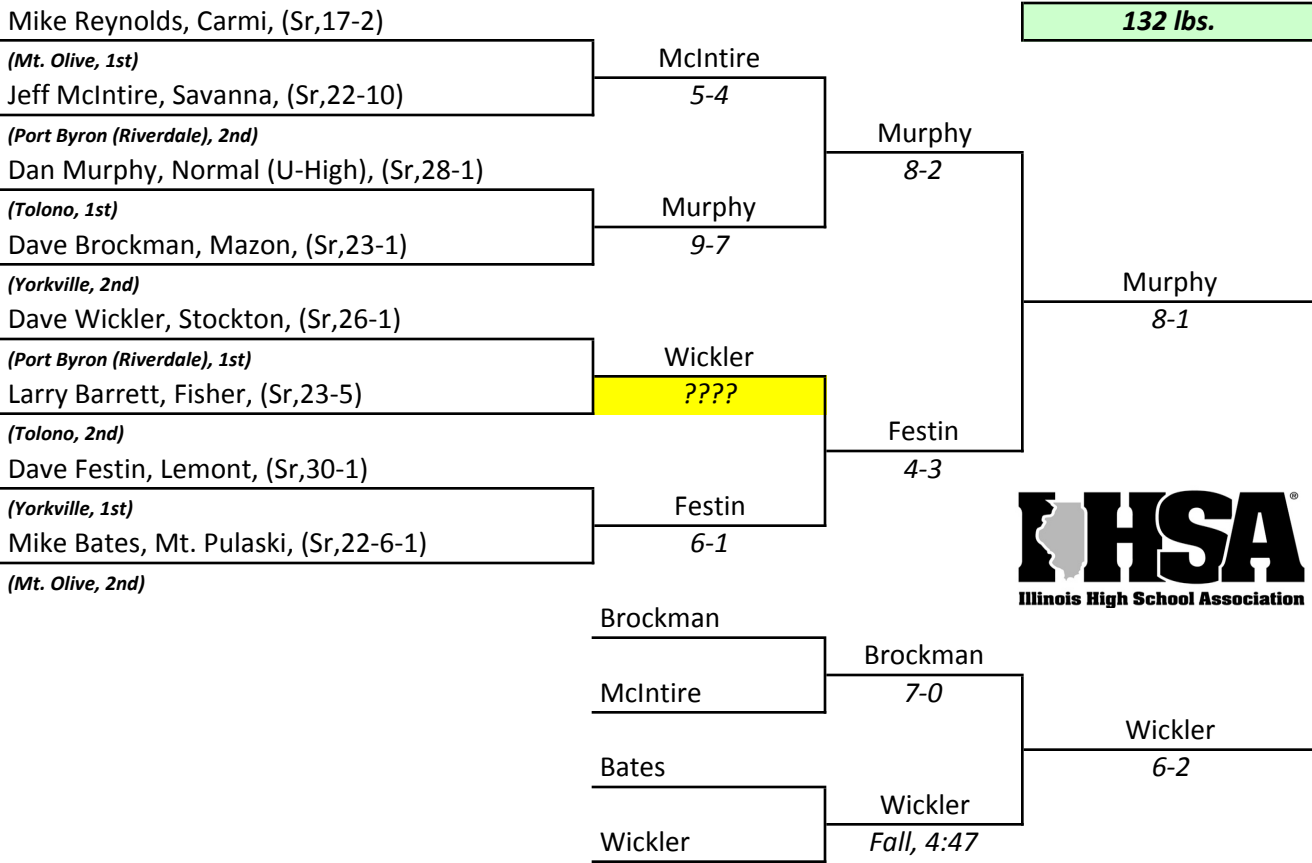 Mike Reynolds, Carmi, (Sr,17-2)
132 lbs.
(Mt. Olive, 1st)
McIntire
Jeff McIntire, Savanna, (Sr,22-10)
5-4
(Port Byron (Riverdale), 2nd)
Murphy
Dan Murphy, Normal (U-High), (Sr,28-1)
8-2
(Tolono, 1st)
Murphy
Dave Brockman, Mazon, (Sr,23-1)
9-7
(Yorkville, 2nd)
Murphy
Dave Wickler, Stockton, (Sr,26-1)
8-1
(Port Byron (Riverdale), 1st)
Wickler
Larry Barrett, Fisher, (Sr,23-5)
????
(Tolono, 2nd)
Festin
Dave Festin, Lemont, (Sr,30-1)
4-3
(Yorkville, 1st)
Festin
Mike Bates, Mt. Pulaski, (Sr,22-6-1)
6-1
(Mt. Olive, 2nd)
IHSA®
Illinois High School Association
Brockman
Brockman
McIntire
7-0
Wickler
Bates
6-2
Wickler
Wickler
Fall, 4:47